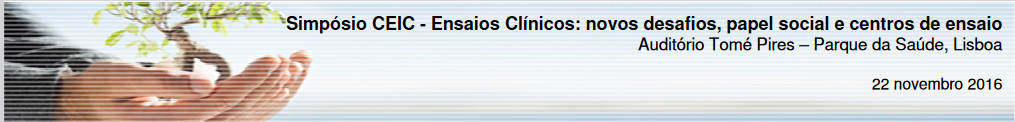 Simpósio CEIC - Ensaios Clínicos: novos desafios, papel social e centros de ensaio
Auditório Tomé Pires – Parque da Saúde, Lisboa
22 novembro 2016